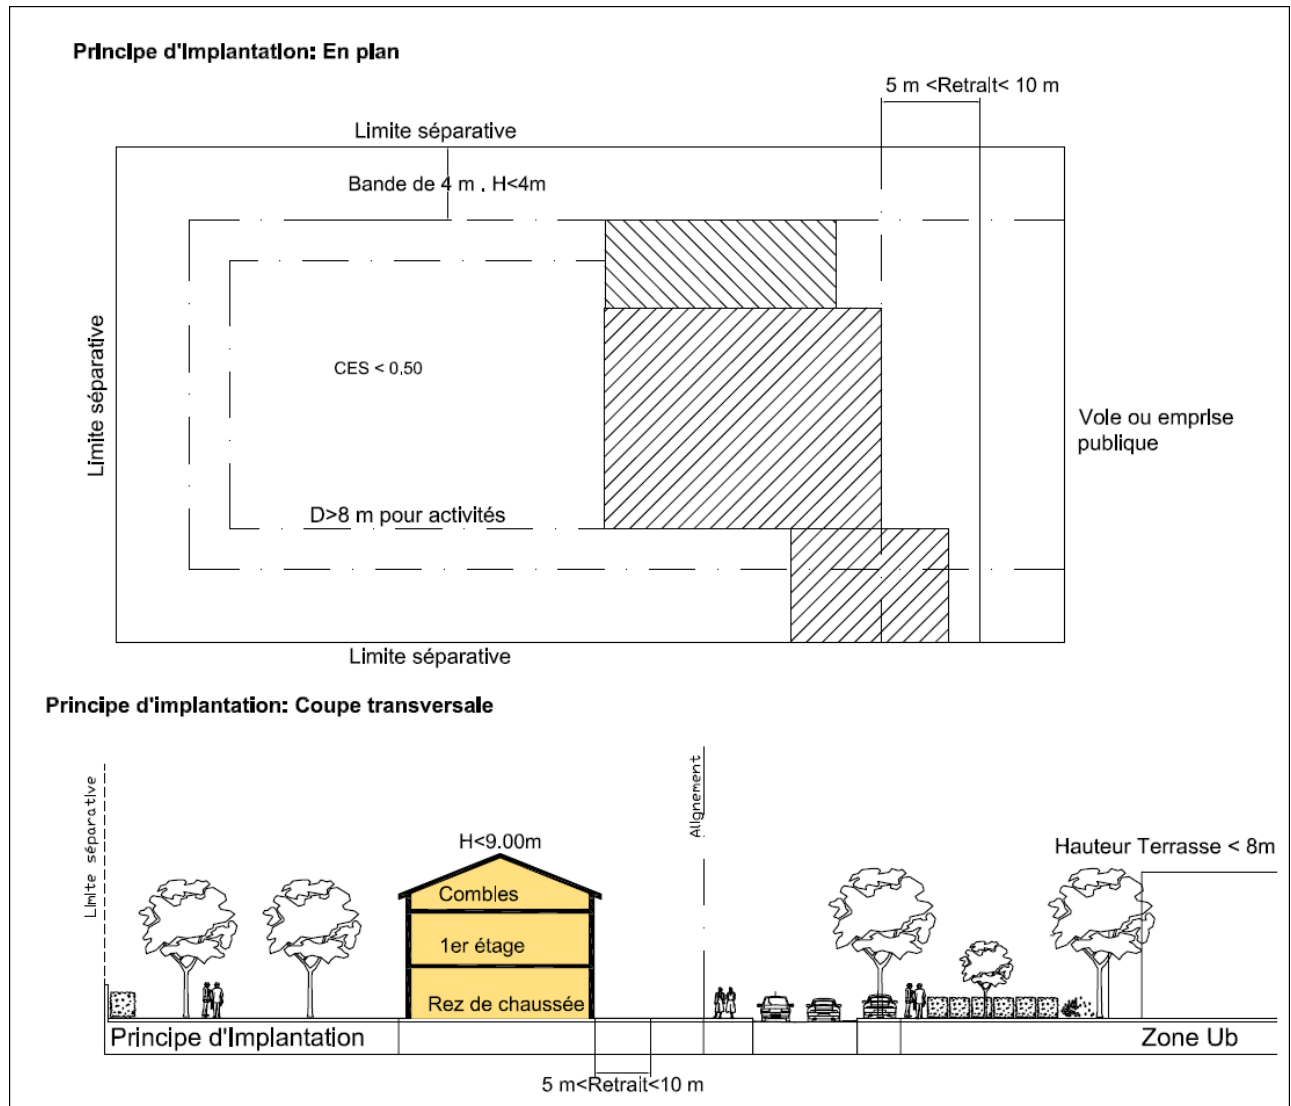 Principe d'Implantation: En plan
5 m <Retrait< 10 m
Limite séparative
Bande de 4 m . H<4m
Limite séparative
CES < 0.50
Voie ou emprise
publique
D>8 m pour activités
Limite séparative
Principe d'implantation: Coupe transversale
Limite séparative
Alignement
H<9.00m
Hauteur Terrasse < 8m
Combles
1er étage
Rez de chaussée
Principe d'Implantation
Zone Ub
5 m<Retrait<10 m